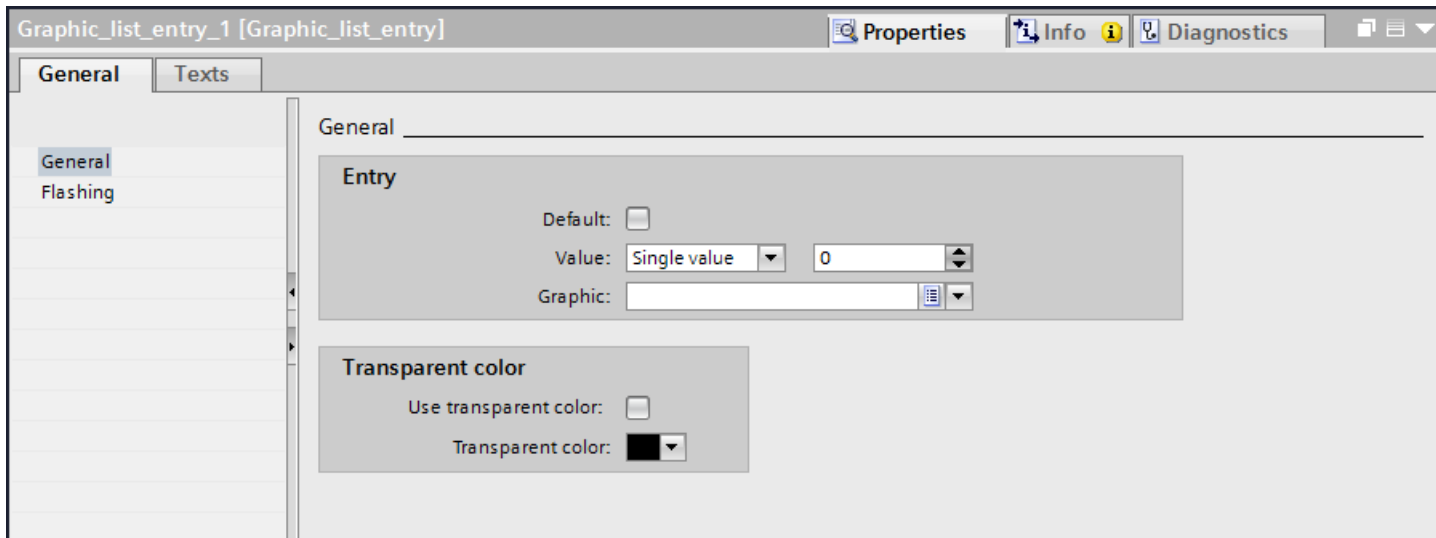 Graphic_list_entry_1 [Graphic_list_entry]
Properties
Info
Diagnostics
General
Texts
General
Flashing
General
Entry
Default:
Value: Single value 0
Graphic:
Transparent color
Use transparent color:
Transparent color: